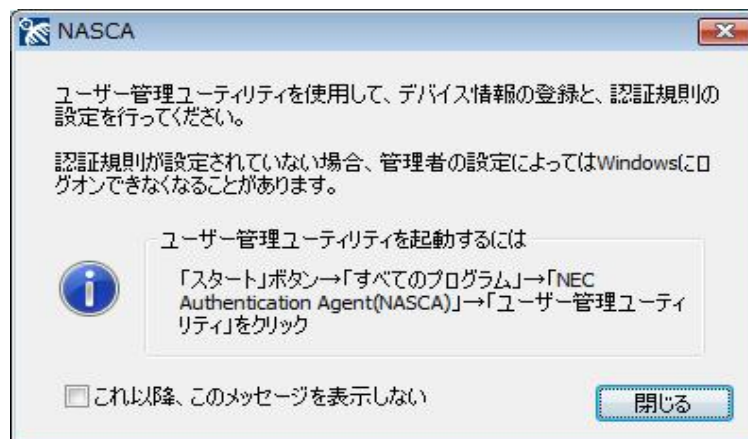 NASCA
ユーザー管理ユーティリティを使用して、デバイス情報の登録と、認証規則の
設定を行ってください。
認証規則が設定されていない場合、管理者の設定によってはWindowsにロ
グオンできなくなることがあります。
ユーザー管理ユーティリティを起動するには
「スタート」ボタン→「すべてのプログラム」→「NEC
Authentication Agent(NASCA)」→「ユーザー管理ユーティ
リティ」をクリック
これ以降、このメッセージを表示しない
閉じる